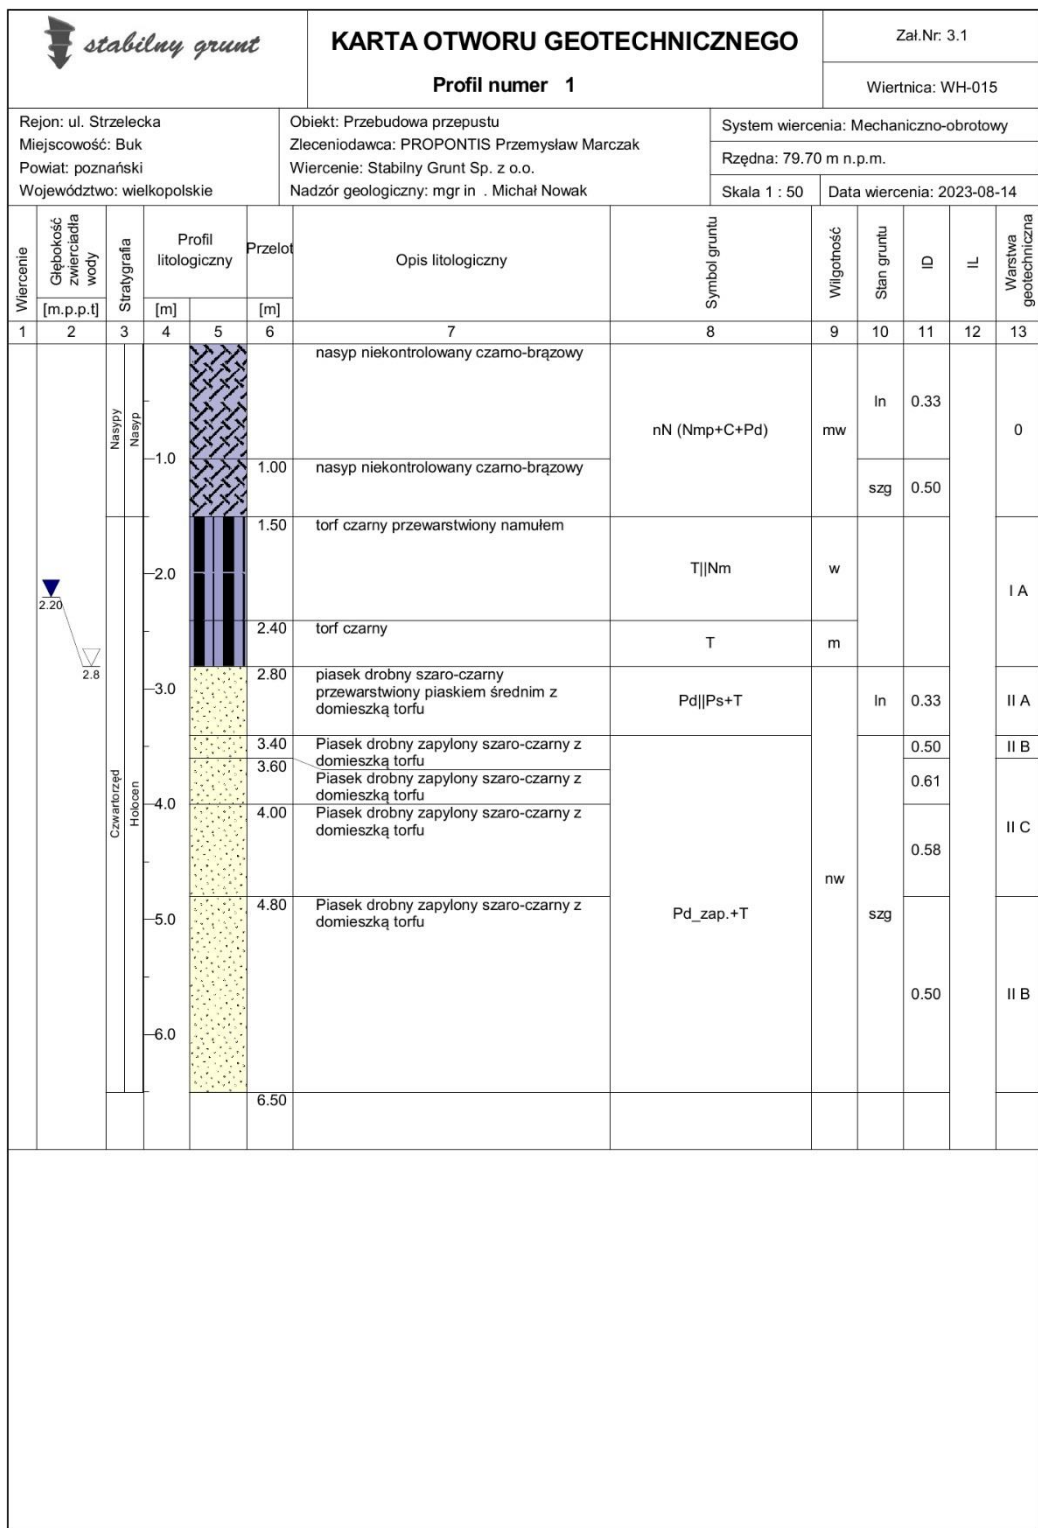 stabilny grunt
KARTA OTWORU GEOTECHNICZNEGO
Profil numer 1
Zał.Nr: 3.1
Wiertnica: WH-015
Rejon: ul. Strzelecka
Miejscowość: Buk
Powiat: poznański
Województwo: wielkopolskie
Obiekt: Przebudowa przepustu
Zleceniodawca: PROPONTIS Przemysław Marczak
Wiercenie: Stabilny Grunt Sp. z o.o.
Nadzór geologiczny: mgr in . Michał Nowak
System wiercenia: Mechaniczno-obrotowy
Rzędna: 79.70 m n.p.m.
Skala 1 : 50 Data wiercenia: 2023-08-14
Wiercenie
Głębokość
zwierciadła
wody
[m.p.p.t]
Stratygrafia
Profil
litologiczny
[m]
Przelot
[m]
Opis litologiczny
Symbol gruntu
Wilgotność
Stan gruntu
ID
IL
Warstwa
geotechniczna
1 2 3 4 5 6 7 8 9 10 11 12 13
Nasypy
Nasyp
nasyp niekontrolowany czarno-brązowy
nN (Nmp+C+Pd) mw
ln 0.33
0
1.0
1.00 nasyp niekontrolowany czarno-brązowy
szg 0.50
1.50 torf czarny przewarstwiony namułem
T||Nm w
I A
2.0
2.20
2.40 torf czarny
T m
2.8
2.80 piasek drobny szaro-czarny
przewarstwiony piaskiem średnim z
domieszką torfu
Pd||Ps+T
ln 0.33 II A
3.0
3.40 Piasek drobny zapylony szaro-czarny z
domieszką torfu
0.50 II B
3.60 Piasek drobny zapylony szaro-czarny z
domieszką torfu
0.61
Czwartorzęd
Holocen
4.0
4.00 Piasek drobny zapylony szaro-czarny z
domieszką torfu
0.58
II C
nw
4.80 Piasek drobny zapylony szaro-czarny z
domieszką torfu
5.0
Pd_zap.+T
szg
0.50 II B
6.0
6.50